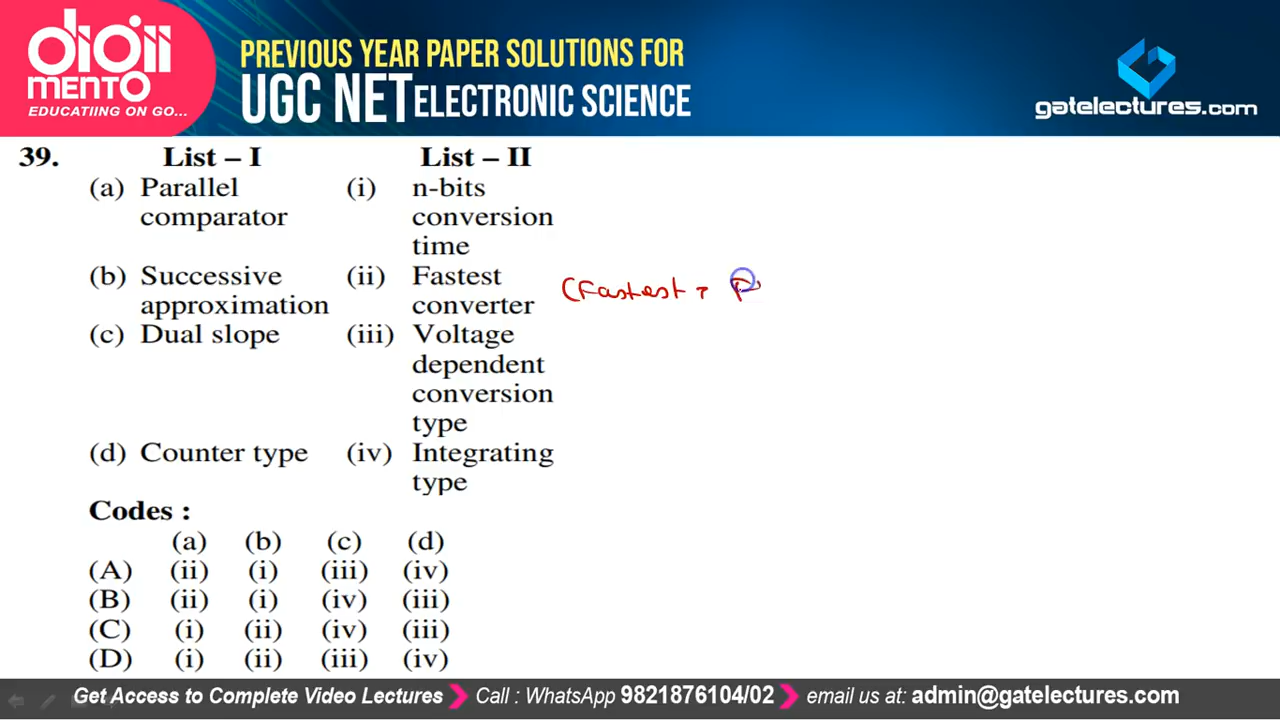 digii
MENTO
EDUCATIING ON GO...
PREVIOUS YEAR PAPER SOLUTIONS FOR
UGC NET ELECTRONIC SCIENCE
gatelectures.com
39. List – I List – II
(a) Parallel (i) n-bits
comparator conversion
time
(b) Successive (ii) Fastest
approximation converter
(Fastest →
(c) Dual slope (iii) Voltage
dependent
conversion
type
(d) Counter type (iv) Integrating
type
Codes :
(a) (b) (c) (d)
(A) (ii) (i) (iii) (iv)
(B) (ii) (i) (iv) (iii)
(C) (i) (ii) (iv) (iii)
(D) (i) (ii) (iii) (iv)
Get Access to Complete Video Lectures Call : WhatsApp 9821876104/02 email us at: admin@gatelectures.com